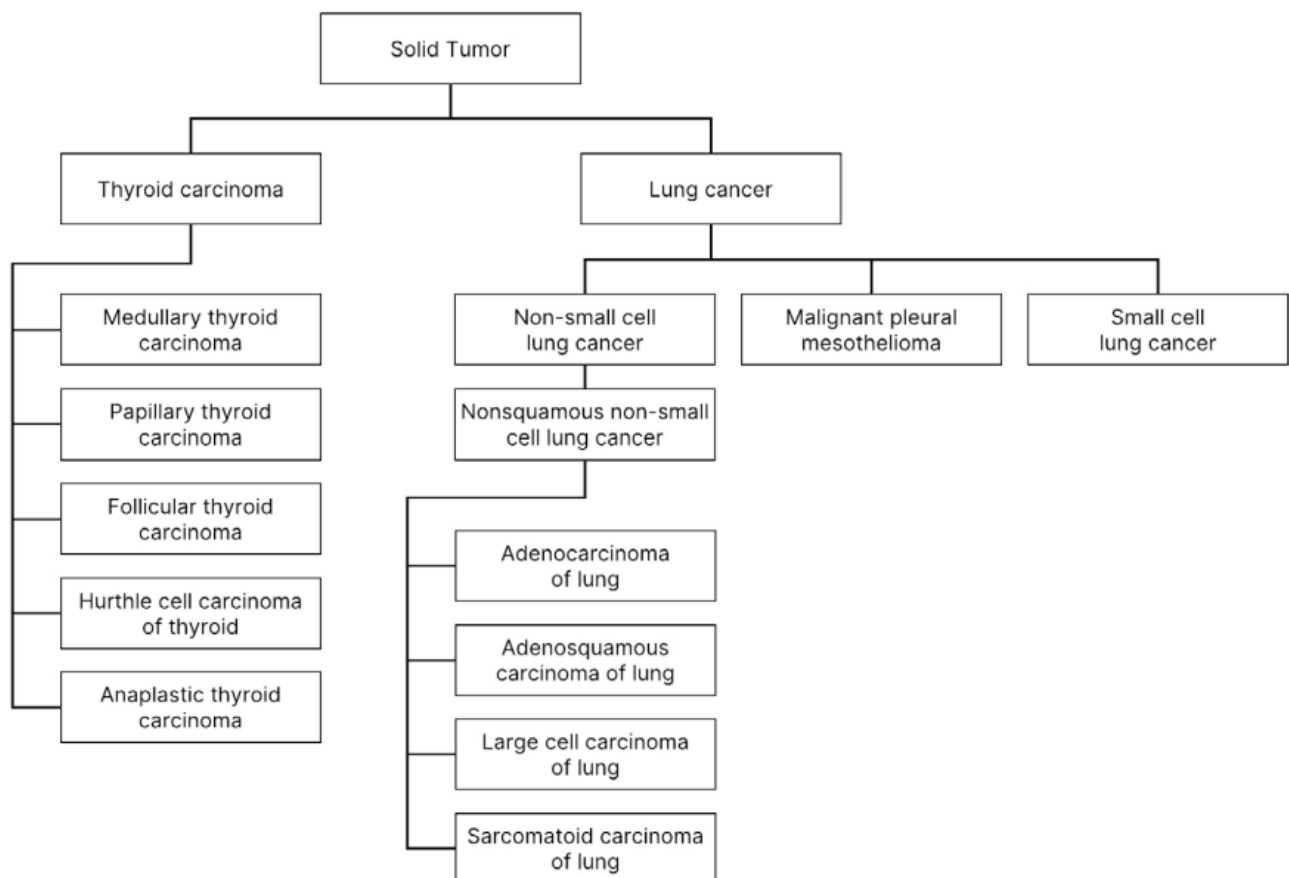 Solid Tumor
Thyroid carcinoma
Lung cancer
Medullary thyroid
carcinoma
Papillary thyroid
carcinoma
Follicular thyroid
carcinoma
Hurthle cell carcinoma
of thyroid
Anaplastic thyroid
carcinoma
Non-small cell
lung cancer
Malignant pleural
mesothelioma
Small cell
lung cancer
Nonsquamous non-small
cell lung cancer
Adenocarcinoma
of lung
Adenosquamous
carcinoma of lung
Large cell carcinoma
of lung
Sarcomatoid carcinoma
of lung